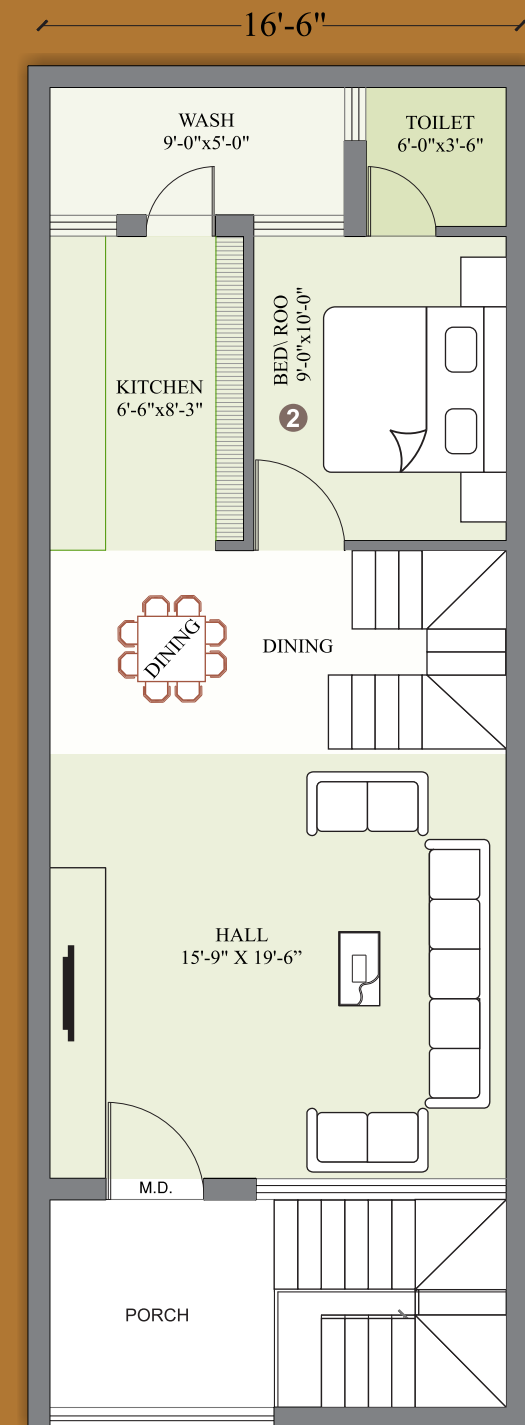 16'-6"
WASH
9'-0"x5'-0"
TOILET
6'-0"x3'-6"
BED\ ROO
9'-0"x10'-0"
2
KITCHEN
6'-6"x8'-3"
DINING
DINING
HALL
15'-9" X 19'-6”
M.D.
PORCH